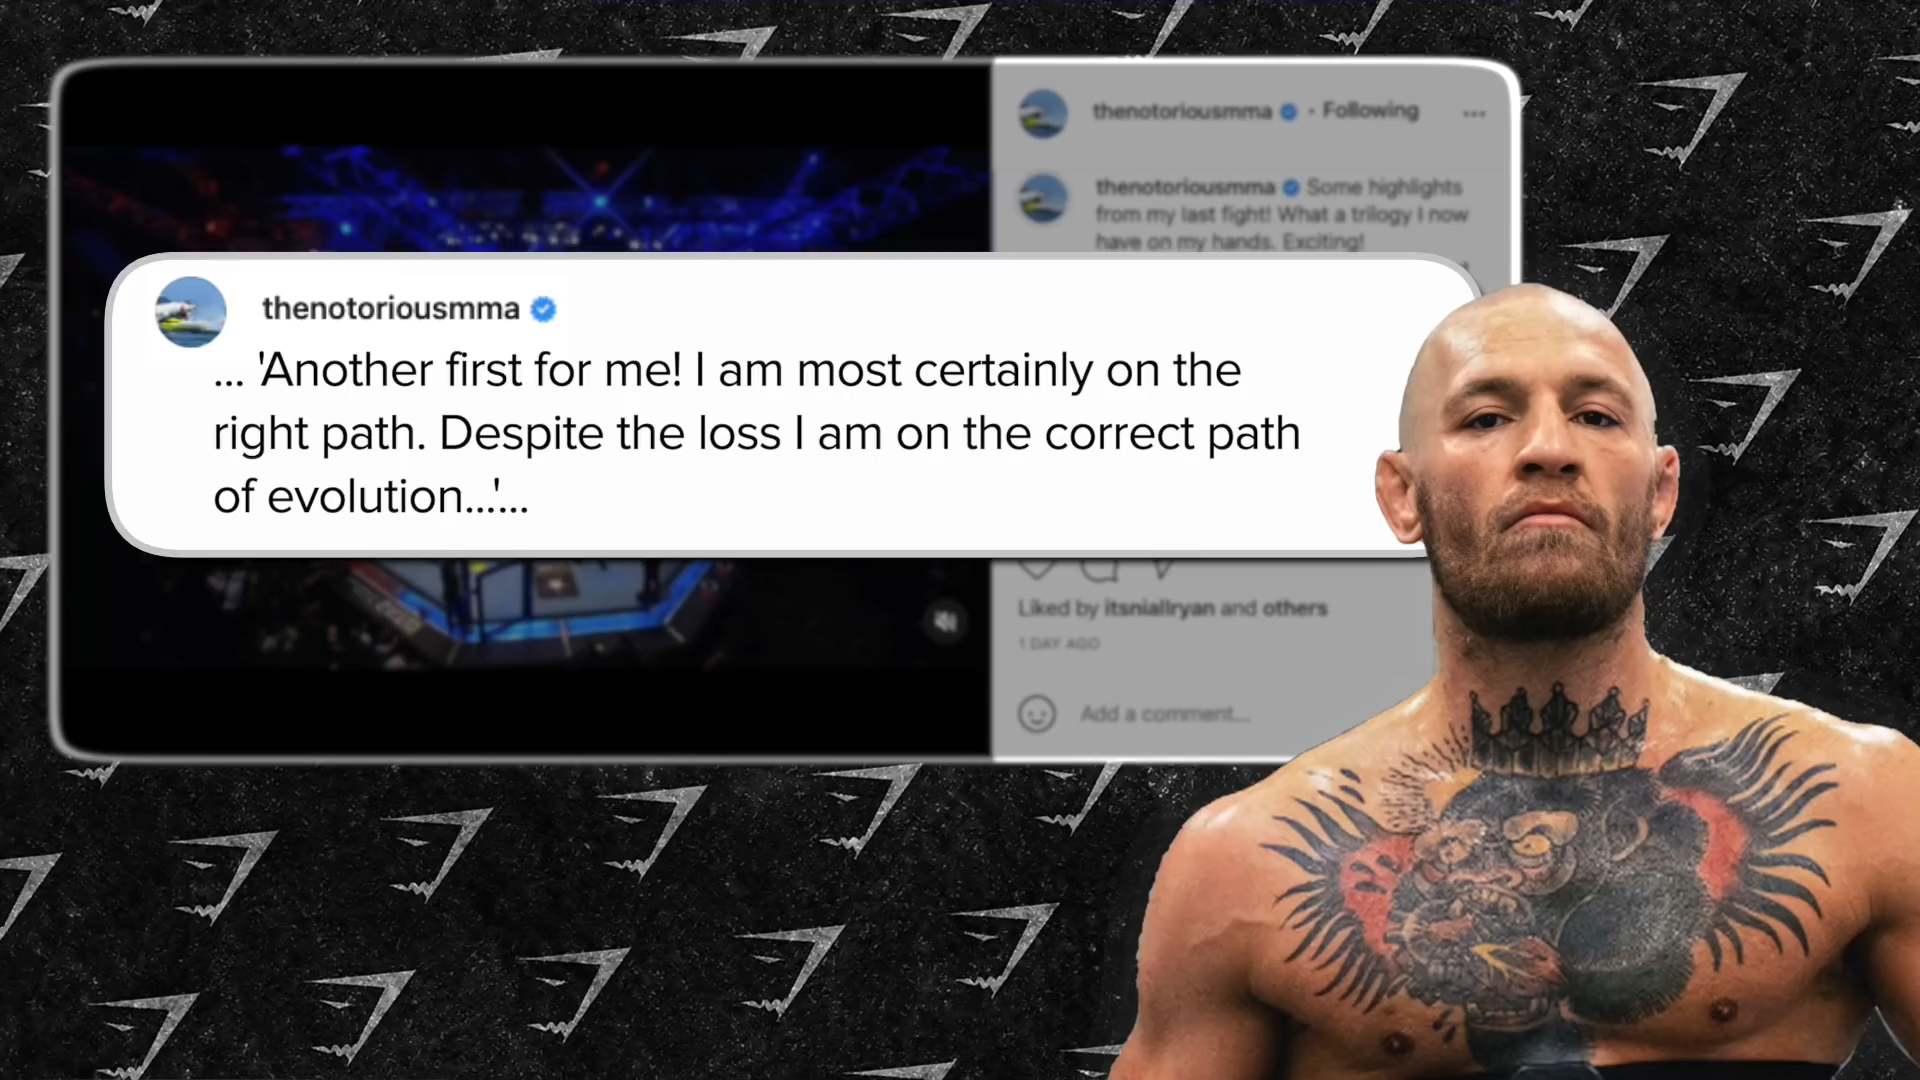 thenotoriousmma • Following
thenotoriousmma Some highlights
from my last fight! What a trilogy I now
have on my hands. Exciting!
thenotoriousmma
... 'Another first for me! I am most certainly on the
right path. Despite the loss I am on the correct path
of evolution...'...
Liked by itsniallryan and others
1 DAY AGO
Add a comment...